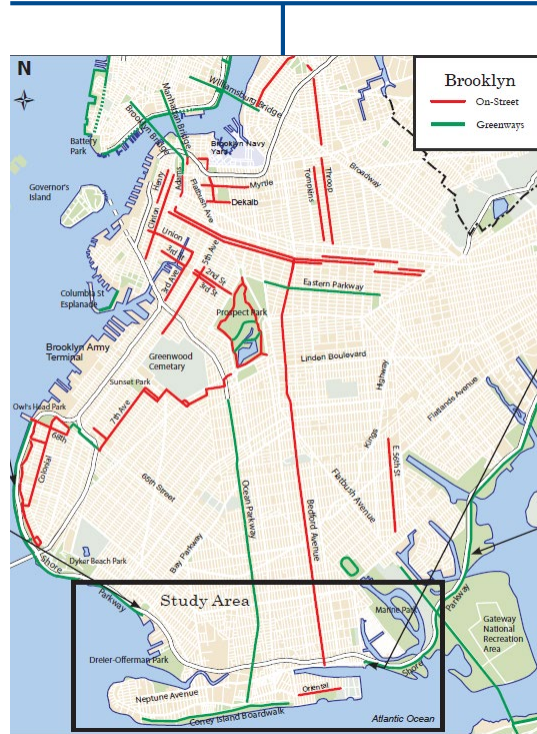 N
Brooklyn
On-Street
Greenways
Williamsburg Bridge
Manhattan Bridge
Brooklyn Bridge
Battery
Park
Brooklyn Navy
Yard
Broadway
Governor's
Island
Henry
Adams
Flatbush Ave
Myrtle
Dekalb
Tompkins
Throop
Clinton
Union
3rd
5th Ave
2nd St
3rd St
3rd Ave
Eastern Parkway
Columbia St
Esplanade
Prospect Park
Brooklyn Army
Terminal
Greenwood
Cemetary
Linden Boulevard
Sunset Park
Highway
Kings
Flatlands Avenue
Owl's Head Park
68th
7th Ave
Colonial
65th Street
E 56th St
Flatbush Avenue
Ocean Parkway
Bedford Avenue
Bay Parkway
Shore
Parkway
Dyker Beach Park
Study Area
Marine Park
Shore
Parkway
Gateway
National
Recreation
Area
Dreier-Offerman Park
Neptune Avenue
Oriental
Coney Island Boardwalk
Atlantic Ocean